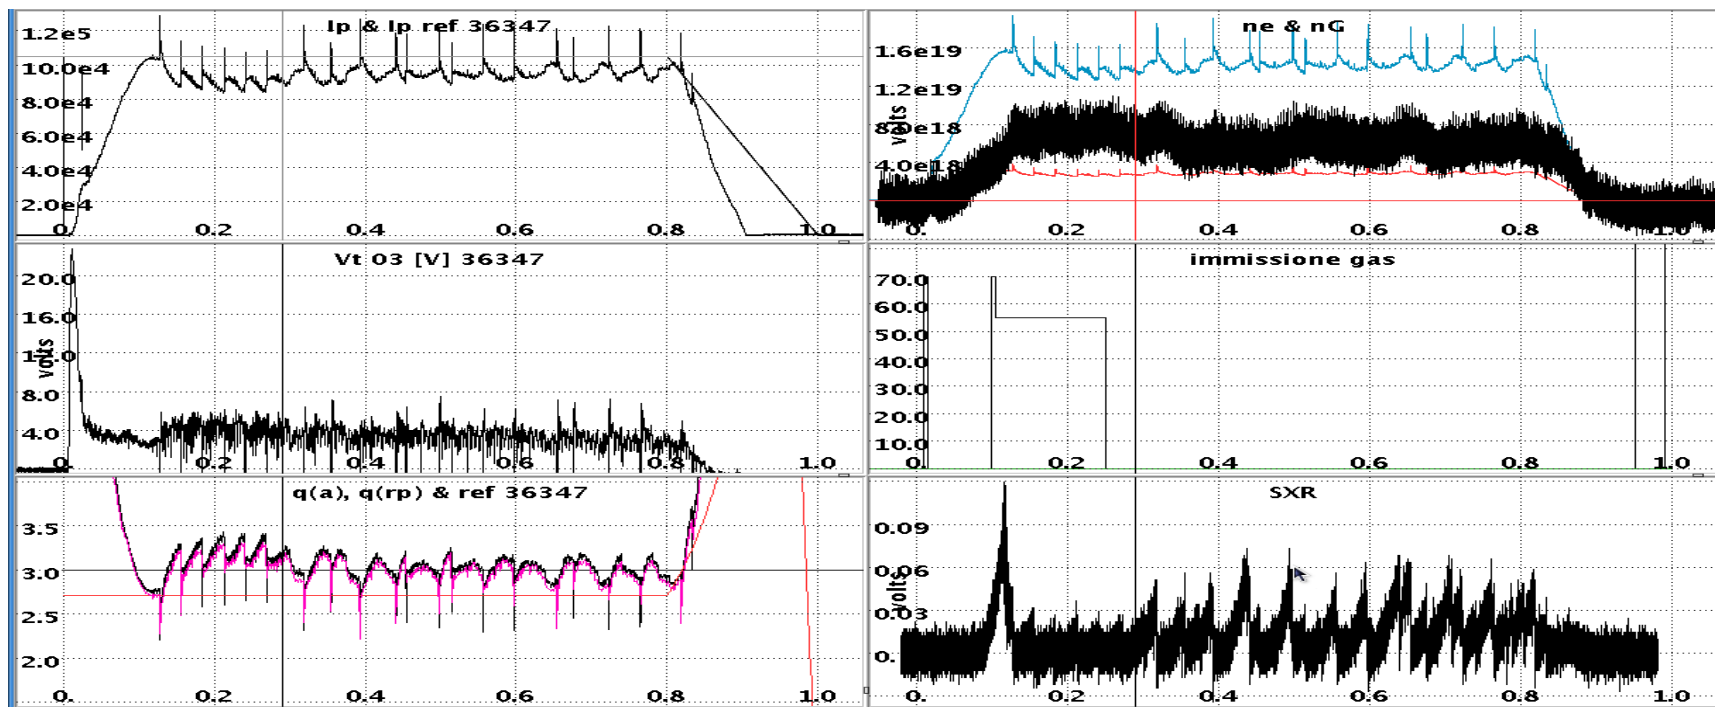 Ip & Ip ref 36347
1.2e5
10.0e4
8.0e4
6.0e4
4.0e4
2.0e4
0. 0.2 0.4 0.6 0.8 1.0
ne & nG
1.6e19
1.2e19
8.0e18
4.0e18
volts
0. 0.2 0.4 0.6 0.8 1.0
Vt 03 [V] 36347
20.0
16.0
12.0
8.0
4.0
volts
0. 0.2 0.4 0.6 0.8 1.0
immissione gas
70.0
60.0
50.0
40.0
30.0
20.0
10.0
0. 0.2 0.4 0.6 0.8 1.0
q(a), q(rp) & ref 36347
3.5
3.0
2.5
2.0
0. 0.2 0.4 0.6 0.8 1.0
SXR
0.09
0.06
0.03
0.
volts
0. 0.2 0.4 0.6 0.8 1.0